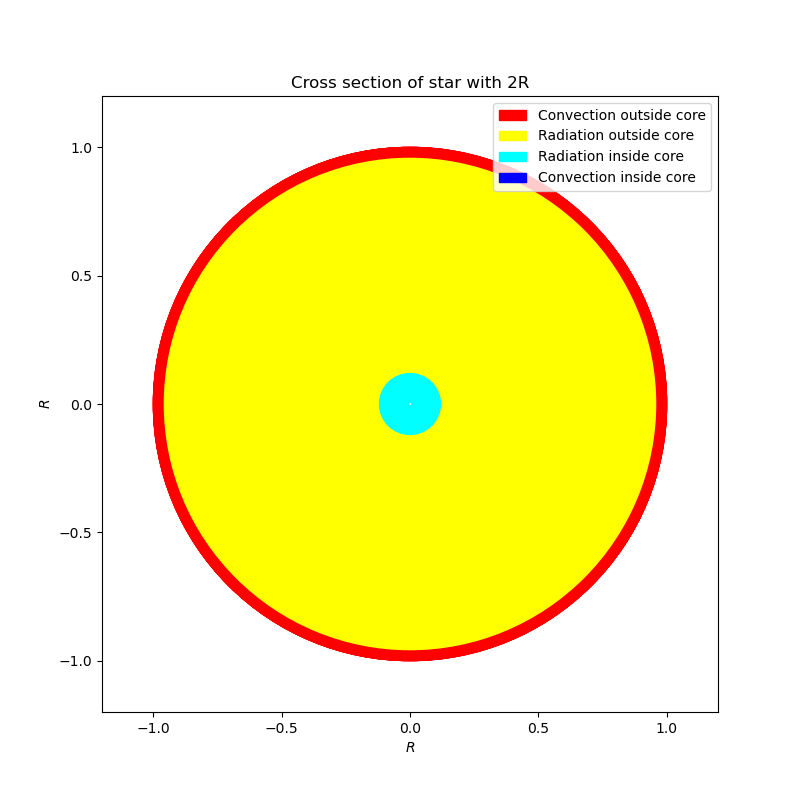 Cross section of star with 2R
Convection outside core
Radiation outside core
Radiation inside core
Convection inside core
1.0
0.5
0.0
−0.5
−1.0
R
−1.0 −0.5 0.0 0.5 1.0
R